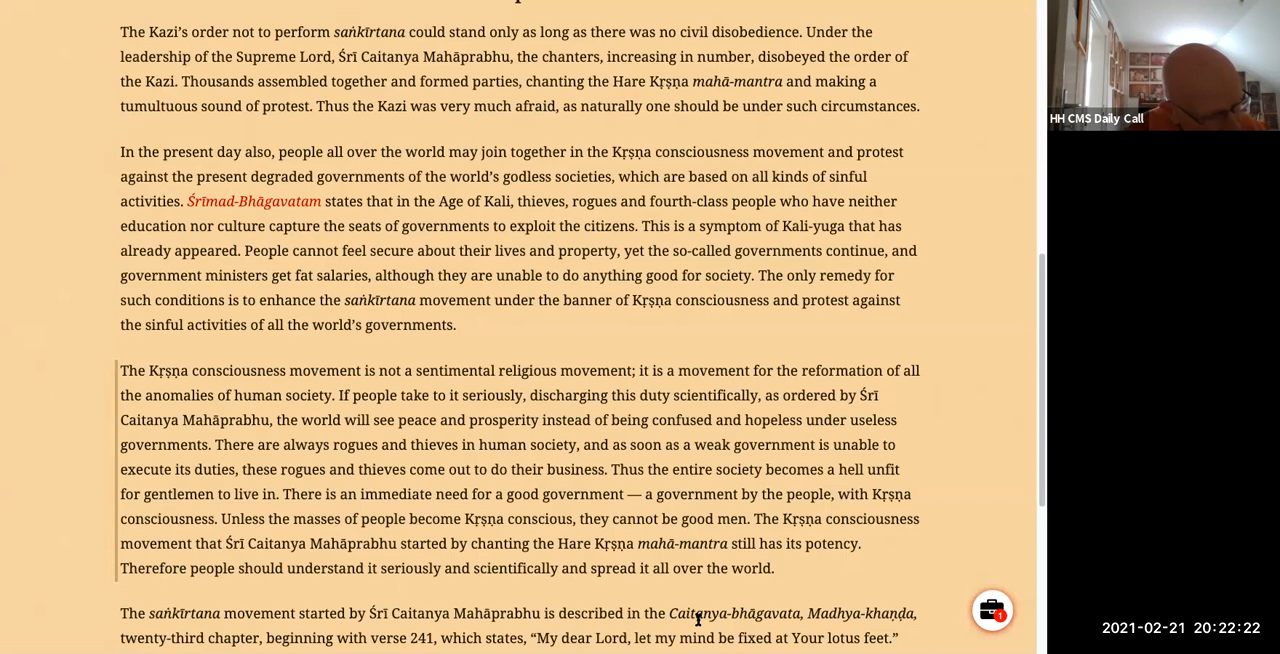 The Kazi’s order not to perform saṅkīrtana could stand only as long as there was no civil disobedience. Under the
leadership of the Supreme Lord, Śrī Caitanya Mahāprabhu, the chanters, increasing in number, disobeyed the order of
the Kazi. Thousands assembled together and formed parties, chanting the Hare Kṛṣṇa mahā-mantra and making a
tumultuous sound of protest. Thus the Kazi was very much afraid, as naturally one should be under such circumstances.
In the present day also, people all over the world may join together in the Kṛṣṇa consciousness movement and protest
against the present degraded governments of the world’s godless societies, which are based on all kinds of sinful
activities. Śrīmad-Bhāgavatam states that in the Age of Kali, thieves, rogues and fourth-class people who have neither
education nor culture capture the seats of governments to exploit the citizens. This is a symptom of Kali-yuga that has
already appeared. People cannot feel secure about their lives and property, yet the so-called governments continue, and
government ministers get fat salaries, although they are unable to do anything good for society. The only remedy for
such conditions is to enhance the saṅkīrtana movement under the banner of Kṛṣṇa consciousness and protest against
the sinful activities of all the world’s governments.
The Kṛṣṇa consciousness movement is not a sentimental religious movement; it is a movement for the reformation of all
the anomalies of human society. If people take to it seriously, discharging this duty scientifically, as ordered by Śrī
Caitanya Mahāprabhu, the world will see peace and prosperity instead of being confused and hopeless under useless
governments. There are always rogues and thieves in human society, and as soon as a weak government is unable to
execute its duties, these rogues and thieves come out to do their business. Thus the entire society becomes a hell unfit
for gentlemen to live in. There is an immediate need for a good government — a government by the people, with Kṛṣṇa
consciousness. Unless the masses of people become Kṛṣṇa conscious, they cannot be good men. The Kṛṣṇa consciousness
movement that Śrī Caitanya Mahāprabhu started by chanting the Hare Kṛṣṇa mahā-mantra still has its potency.
Therefore people should understand it seriously and scientifically and spread it all over the world.
The saṅkīrtana movement started by Śrī Caitanya Mahāprabhu is described in the Caitanya-bhāgavata, Madhya-khaṇḍa,
twenty-third chapter, beginning with verse 241, which states, “My dear Lord, let my mind be fixed at Your lotus feet.”
HH CMS Daily Call
1
2021-02-21 20:22:22